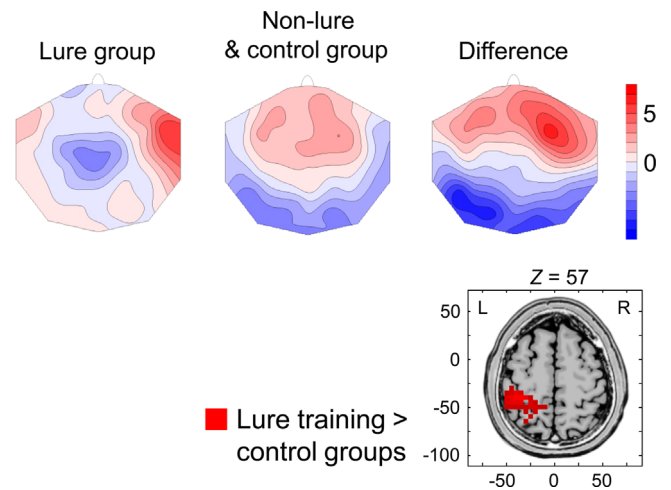 Lure group
Non-lure
& control group
Difference
5
0
Z = 57
50
L
R
0
-50
-100
-50
0
50
Lure training >
control groups